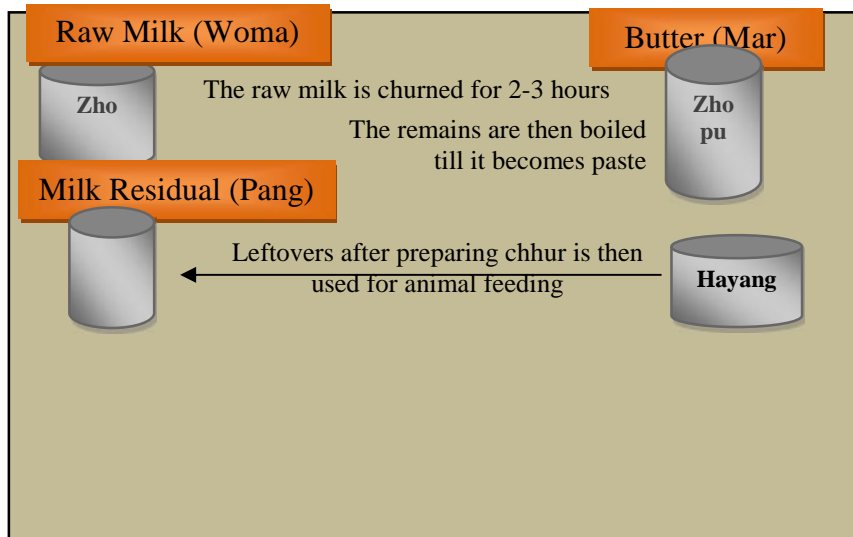 Raw Milk (Woma)
Butter (Mar)
Zho
The raw milk is churned for 2-3 hours
Zho
pu
The remains are then boiled
till it becomes paste
Milk Residual (Pang)
Leftovers after preparing chhur is then
used for animal feeding
Hayang